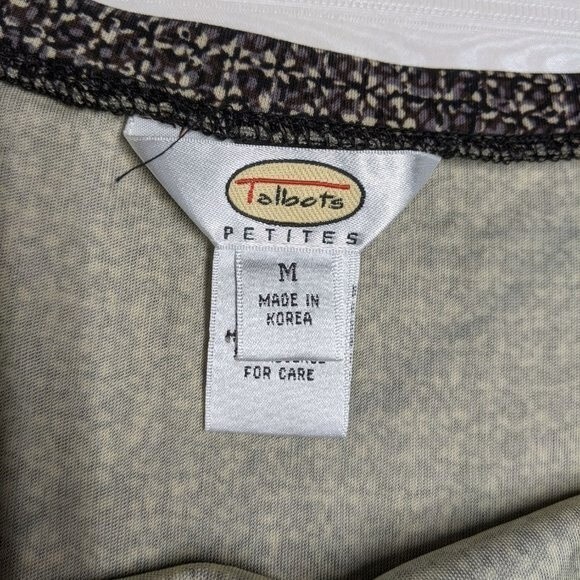 Talbots
PETITES
M
MADE IN
KOREA
FOR CARE